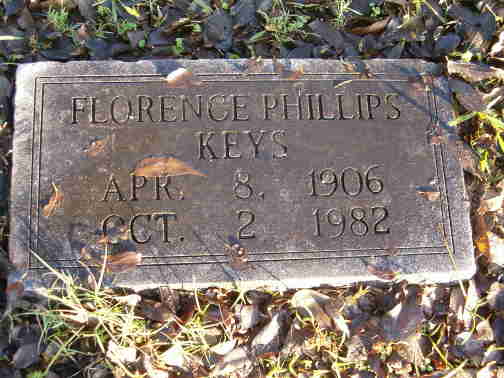 FLORENCE PHILLIPS
KEYS
APR. 8. 1906
OCT. 2 1982